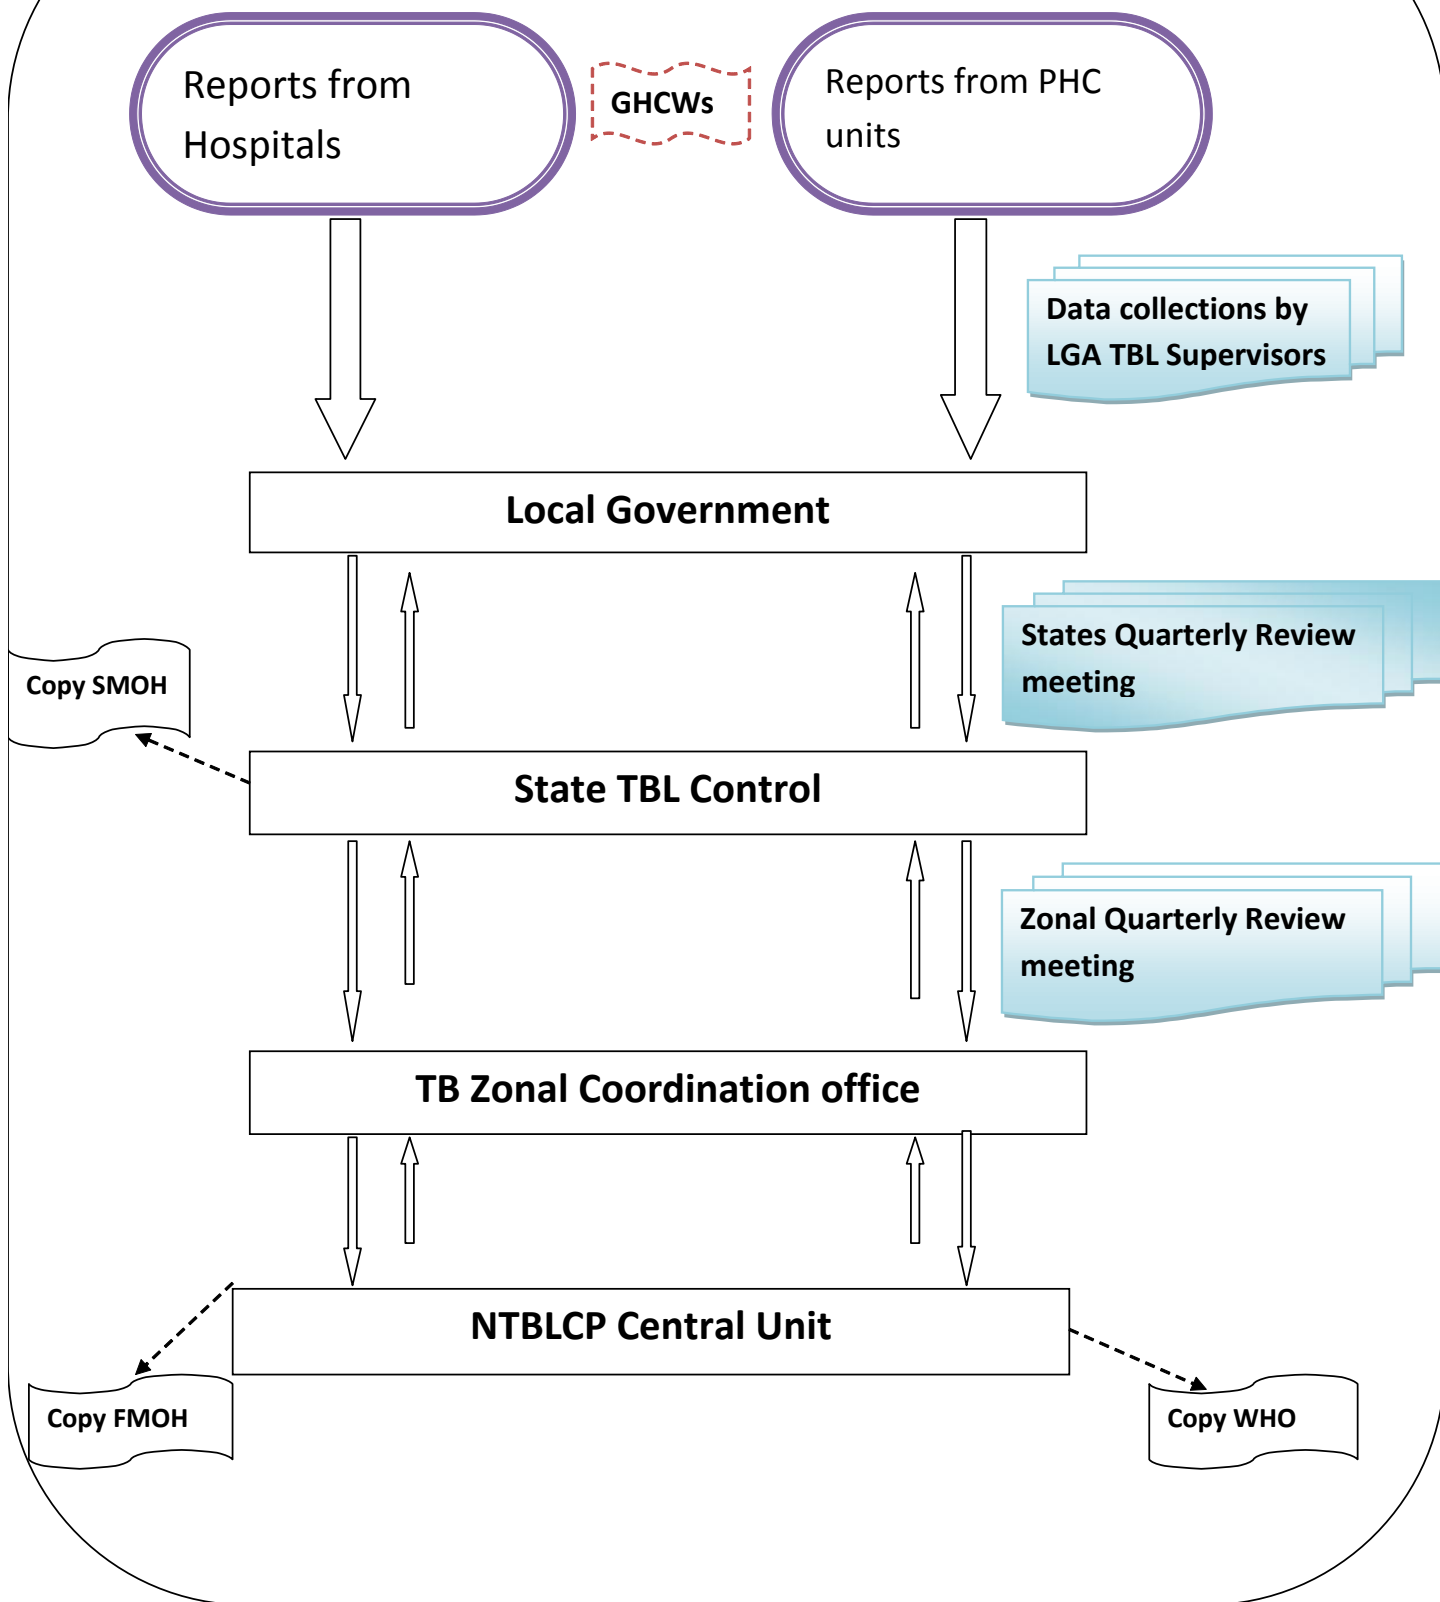 Reports from
Hospitals
GHCWs
Reports from PHC
units
Data collections by
LGA TBL Supervisors
Local Government
States Quarterly Review
meeting
Copy SMOH
State TBL Control
Zonal Quarterly Review
meeting
TB Zonal Coordination office
NTBLCP Central Unit
Copy FMOH
Copy WHO